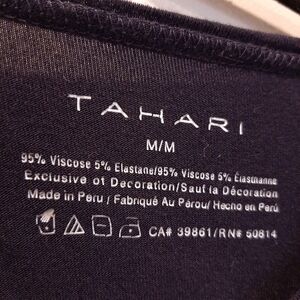 TAHARI
M/M
95% Viscose 5% Elastane/95% Viscose 5% Élasthanne
Exclusive of Decoration/Sauf la Décoration
Made in Peru / Fabriqué Au Pérou/ Hecho en Perú
CA# 39861/RN# 50814